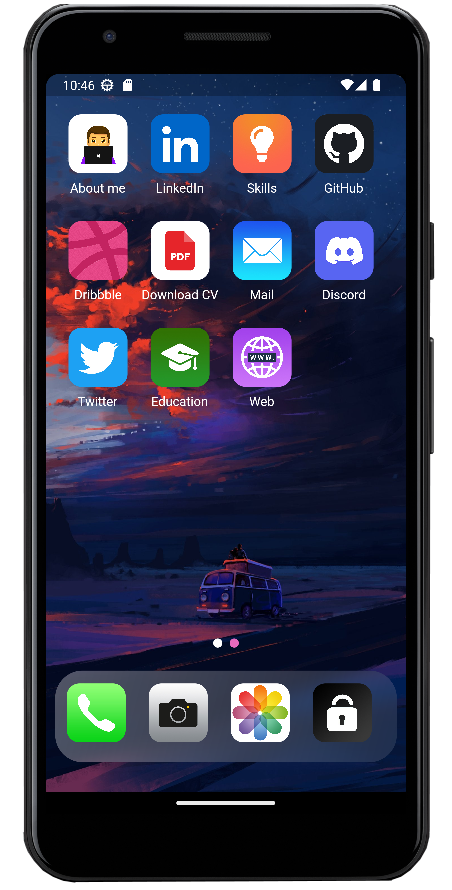 10:46
About me
in
LinkedIn
Skills
GitHub
Dribbble
PDF
Download CV
Mail
Discord
Twitter
Education
WWW.
Web